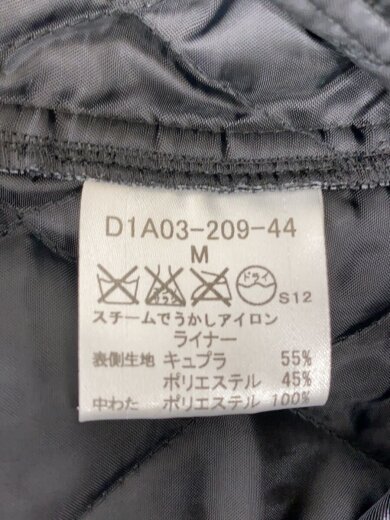 D1A03-209-44
M
ドライ
S12
スチームでうかしアイロン
ライナー
表側生地 キュプラ 55%
ポリエステル 45%
中わた ポリエステル 100%